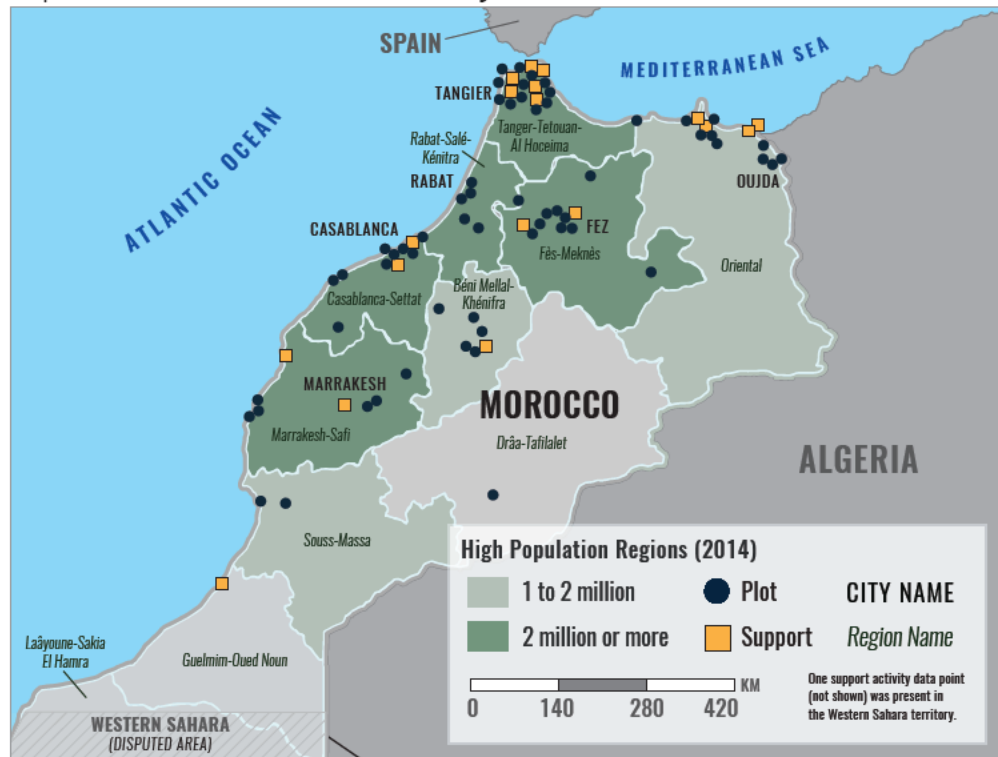 SPAIN
MEDITERRANEAN SEA
ATLANTIC OCEAN
TANGIER
Tanger-Tetouan-
Al Hoceima
Rabat-Salé-
Kénitra
RABAT
OUJDA
CASABLANCA
FEZ
Fès-Meknès
Oriental
Casablanca-Settat
Béni Mellal-
Khénifra
MARRAKESH
MOROCCO
Marrakesh-Safi
Drâa-Tafilalet
ALGERIA
Souss-Massa
Laâyoune-Sakia
El Hamra
Guelmim-Oued Noun
WESTERN SAHARA
(DISPUTED AREA)
High Population Regions (2014)
1 to 2 million
Plot
CITY NAME
2 million or more
Support
Region Name
KM
0 140 280 420
One support activity data point
(not shown) was present in
the Western Sahara territory.